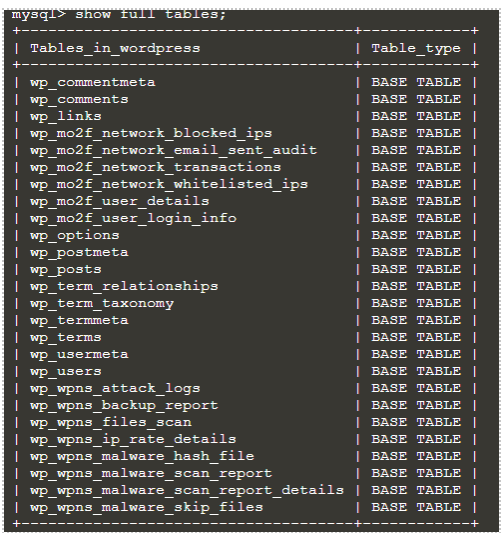 mysql> show full tables;
+---------------------------------------+-------------+
| Tables_in_wordpress | Table_type |
+---------------------------------------+-------------+
| wp_commentmeta | BASE TABLE |
| wp_comments | BASE TABLE |
| wp_links | BASE TABLE |
| wp_mo2f_network_blocked_ips | BASE TABLE |
| wp_mo2f_network_email_sent_audit | BASE TABLE |
| wp_mo2f_network_transactions | BASE TABLE |
| wp_mo2f_network_whitelisted_ips | BASE TABLE |
| wp_mo2f_user_details | BASE TABLE |
| wp_mo2f_user_login_info | BASE TABLE |
| wp_options | BASE TABLE |
| wp_postmeta | BASE TABLE |
| wp_posts | BASE TABLE |
| wp_term_relationships | BASE TABLE |
| wp_term_taxonomy | BASE TABLE |
| wp_termmeta | BASE TABLE |
| wp_terms | BASE TABLE |
| wp_usermeta | BASE TABLE |
| wp_users | BASE TABLE |
| wp_wpns_attack_logs | BASE TABLE |
| wp_wpns_backup_report | BASE TABLE |
| wp_wpns_files_scan | BASE TABLE |
| wp_wpns_ip_rate_details | BASE TABLE |
| wp_wpns_malware_hash_file | BASE TABLE |
| wp_wpns_malware_scan_report | BASE TABLE |
| wp_wpns_malware_scan_report_details | BASE TABLE |
| wp_wpns_malware_skip_files | BASE TABLE |
+---------------------------------------+-------------+